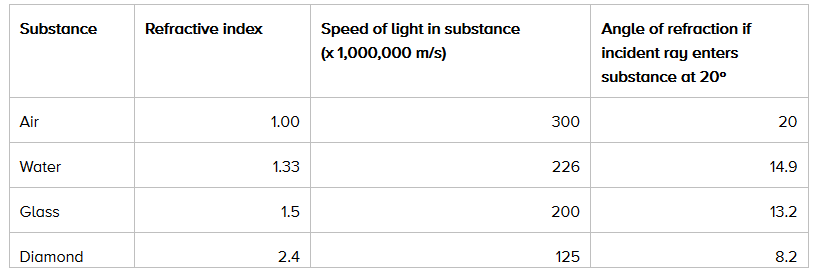 Substance Refractive index Speed of light in substance Angle of refraction if
(x 1,000,000 m/s) incident ray enters
substance at 20°
Air 1.00 300 20
Water 1.33 226 14.9
Glass 1.5 200 13.2
Diamond 2.4 125 8.2